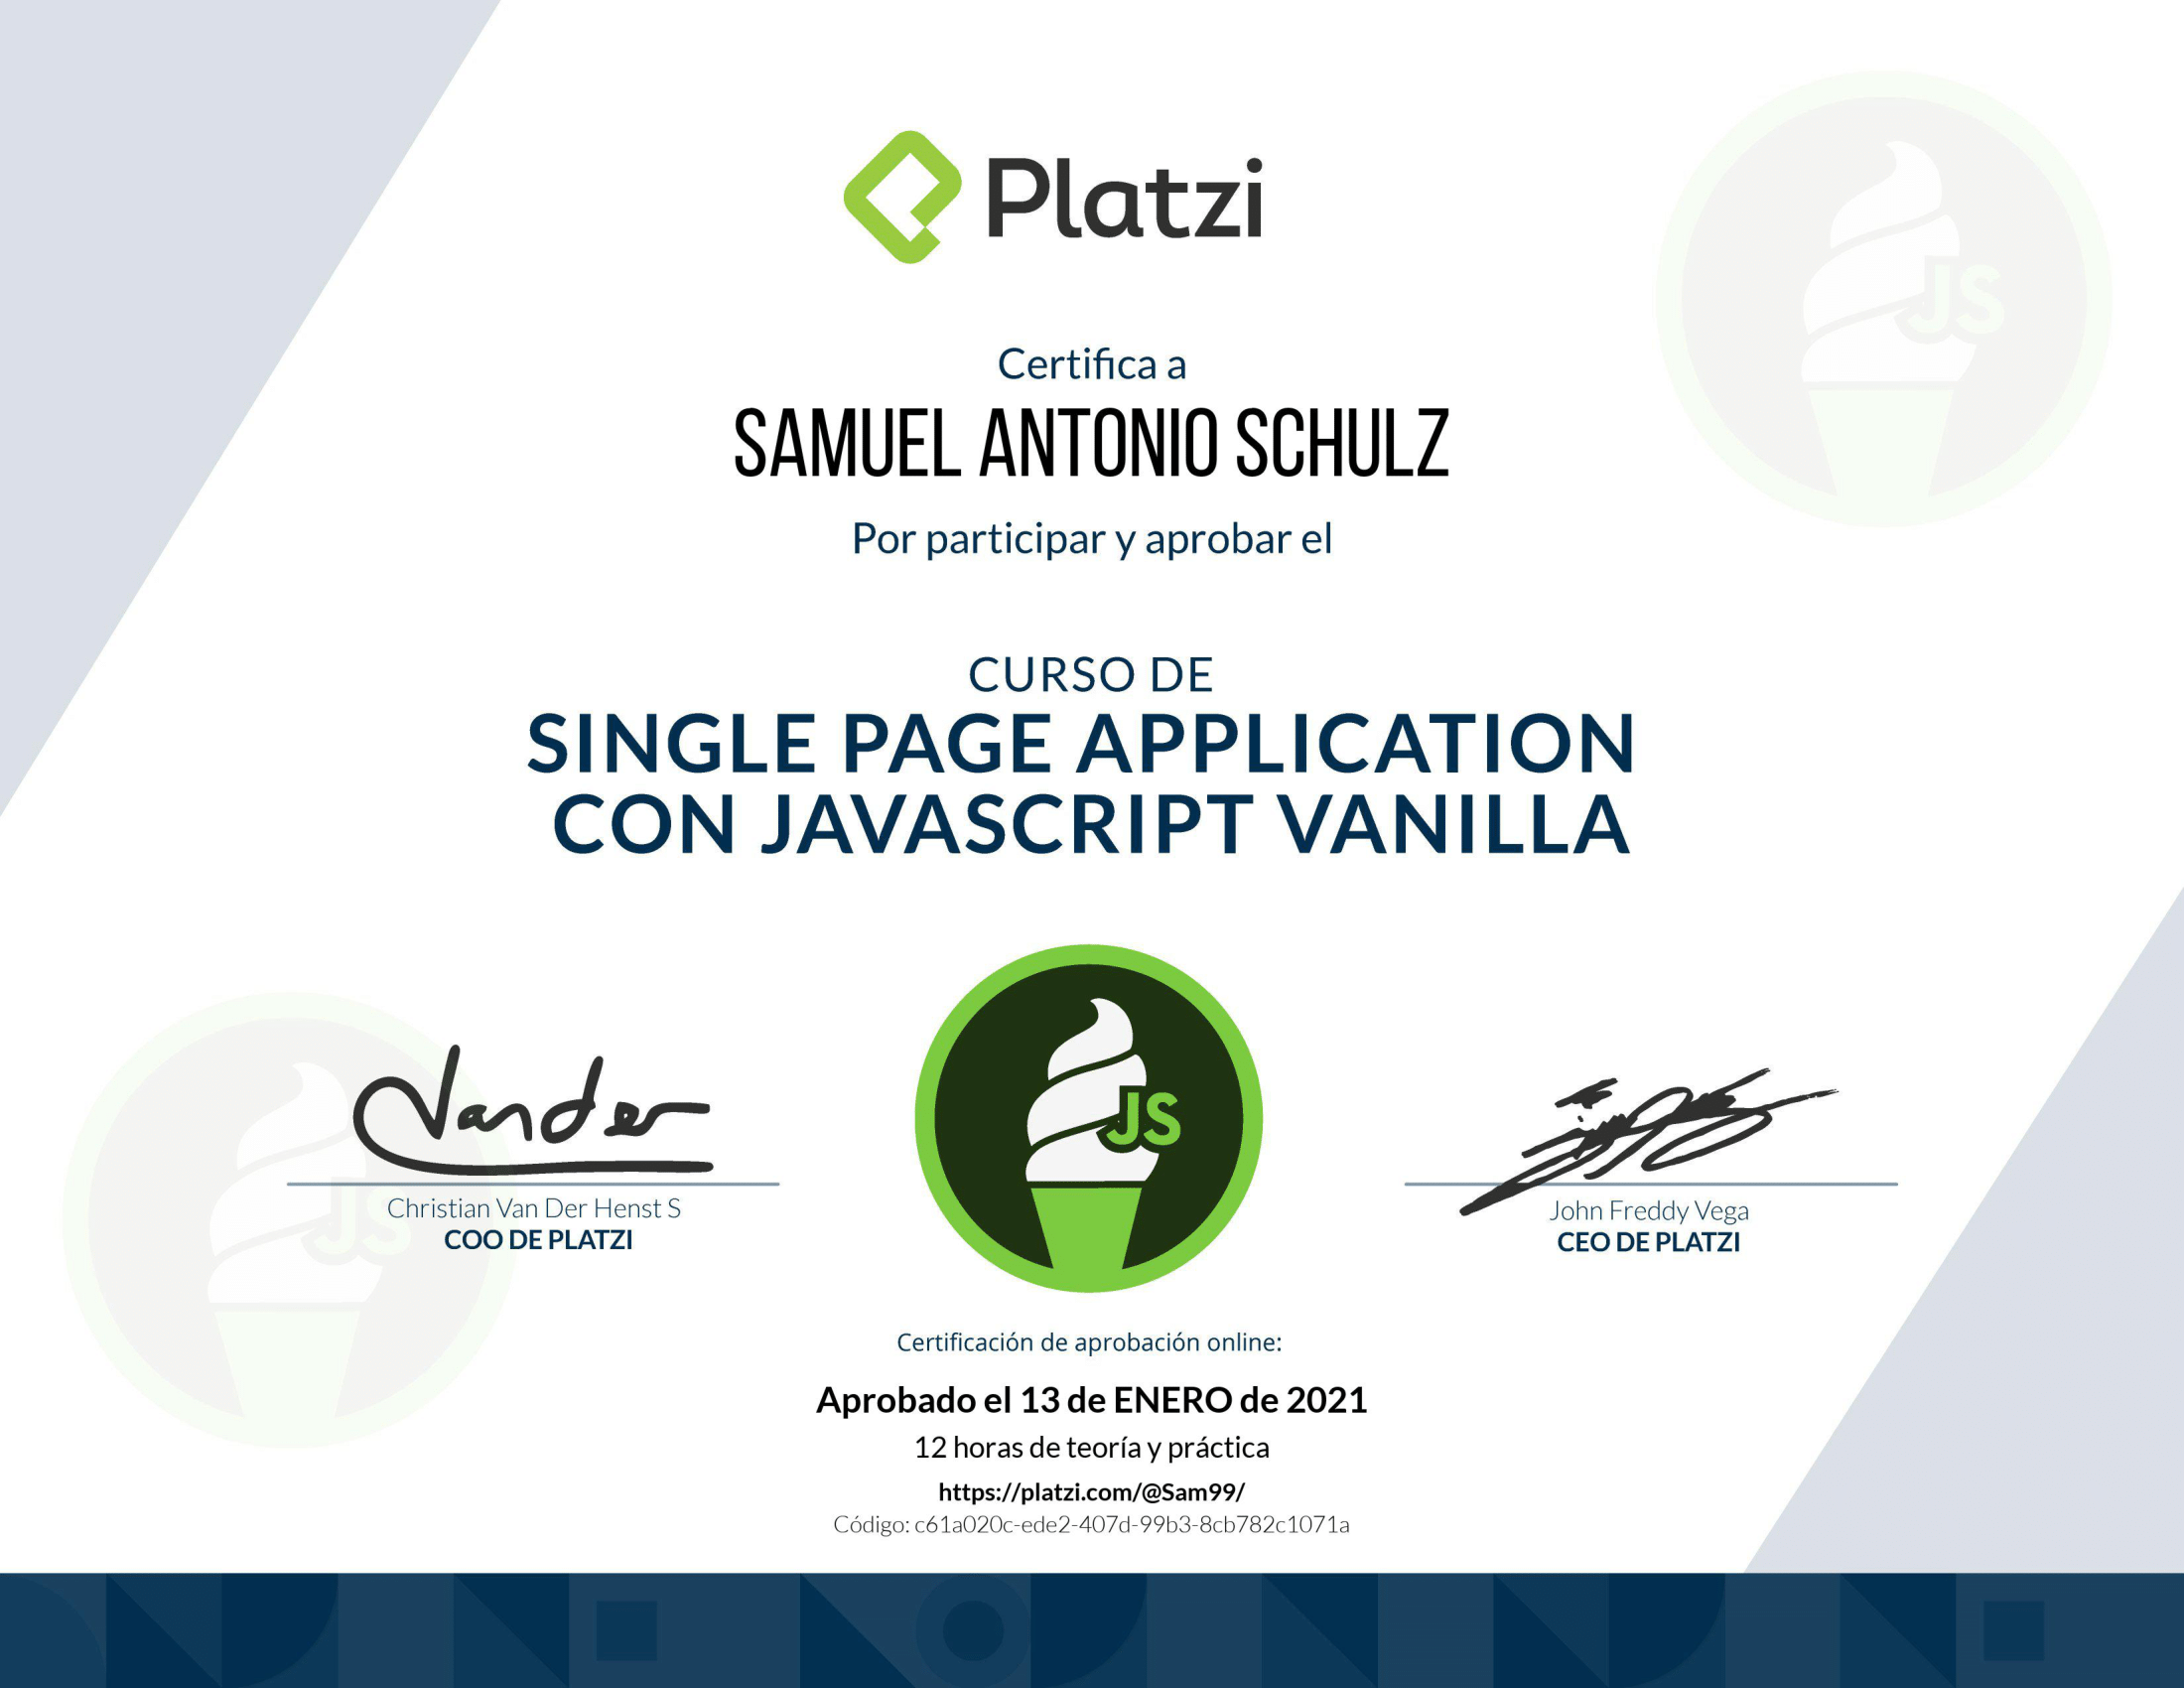 Platzi
Certifica a
SAMUEL ANTONIO SCHULZ
Por participar y aprobar el
CURSO DE
SINGLE PAGE APPLICATION
CON JAVASCRIPT VANILLA
JS
JS
JS
Vander
Christian Van Der Henst S
COO DE PLATZI
John Freddy Vega
CEO DE PLATZI
Certificación de aprobación online:
Aprobado el 13 de ENERO de 2021
12 horas de teoría y práctica
https://platzi.com/@Sam99/
Código: c61a020c-ede2-407d-99b3-8cb782c1071a